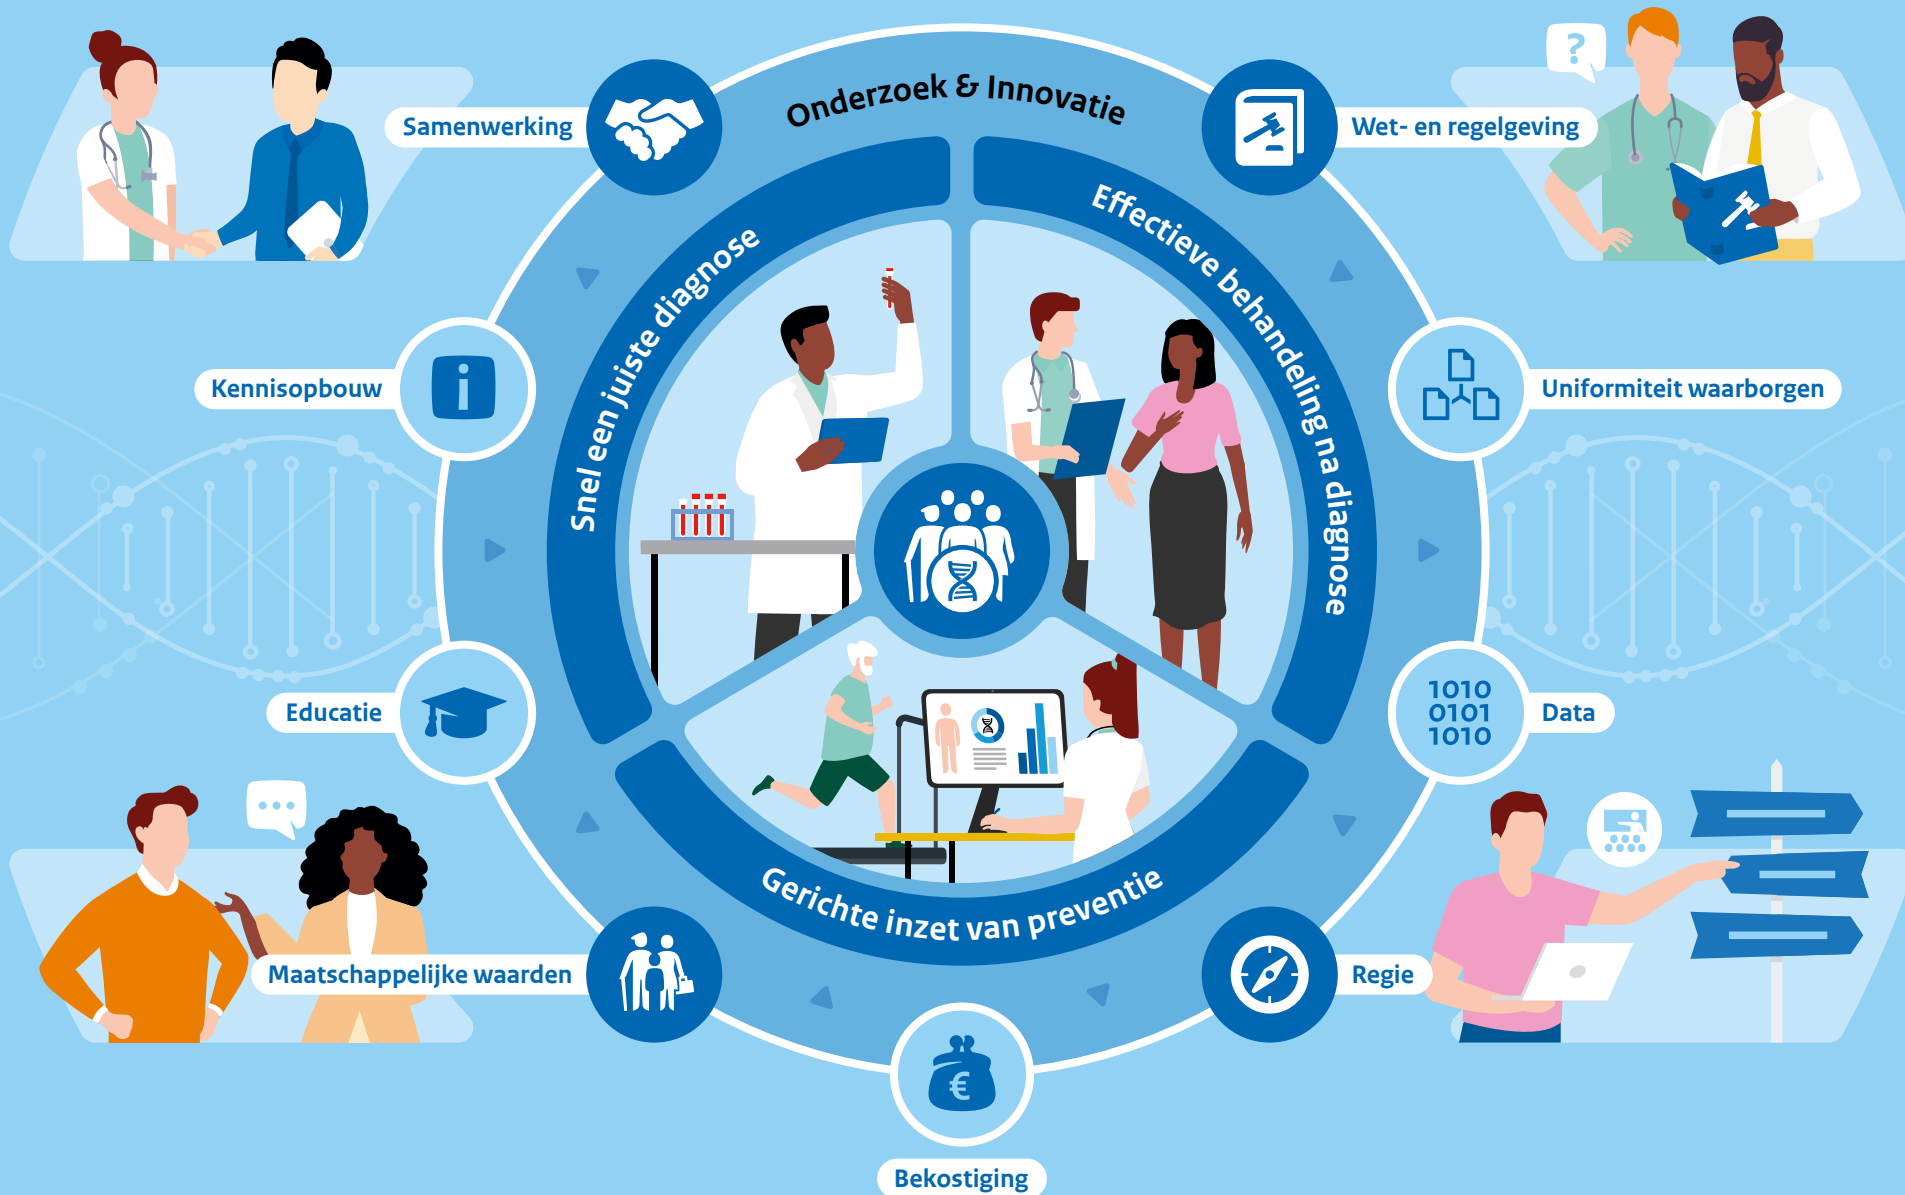 Onderzoek & Innovatie
?
Samenwerking
Wet- en regelgeving
Snel een juiste diagnose
Effectieve behandeling na diagnose
Kennisopbouw
i
Uniformiteit waarborgen
Educatie
1010
0101
1010
Data
Gerichte inzet van preventie
Maatschappelijke waarden
Regie
€
Bekostiging